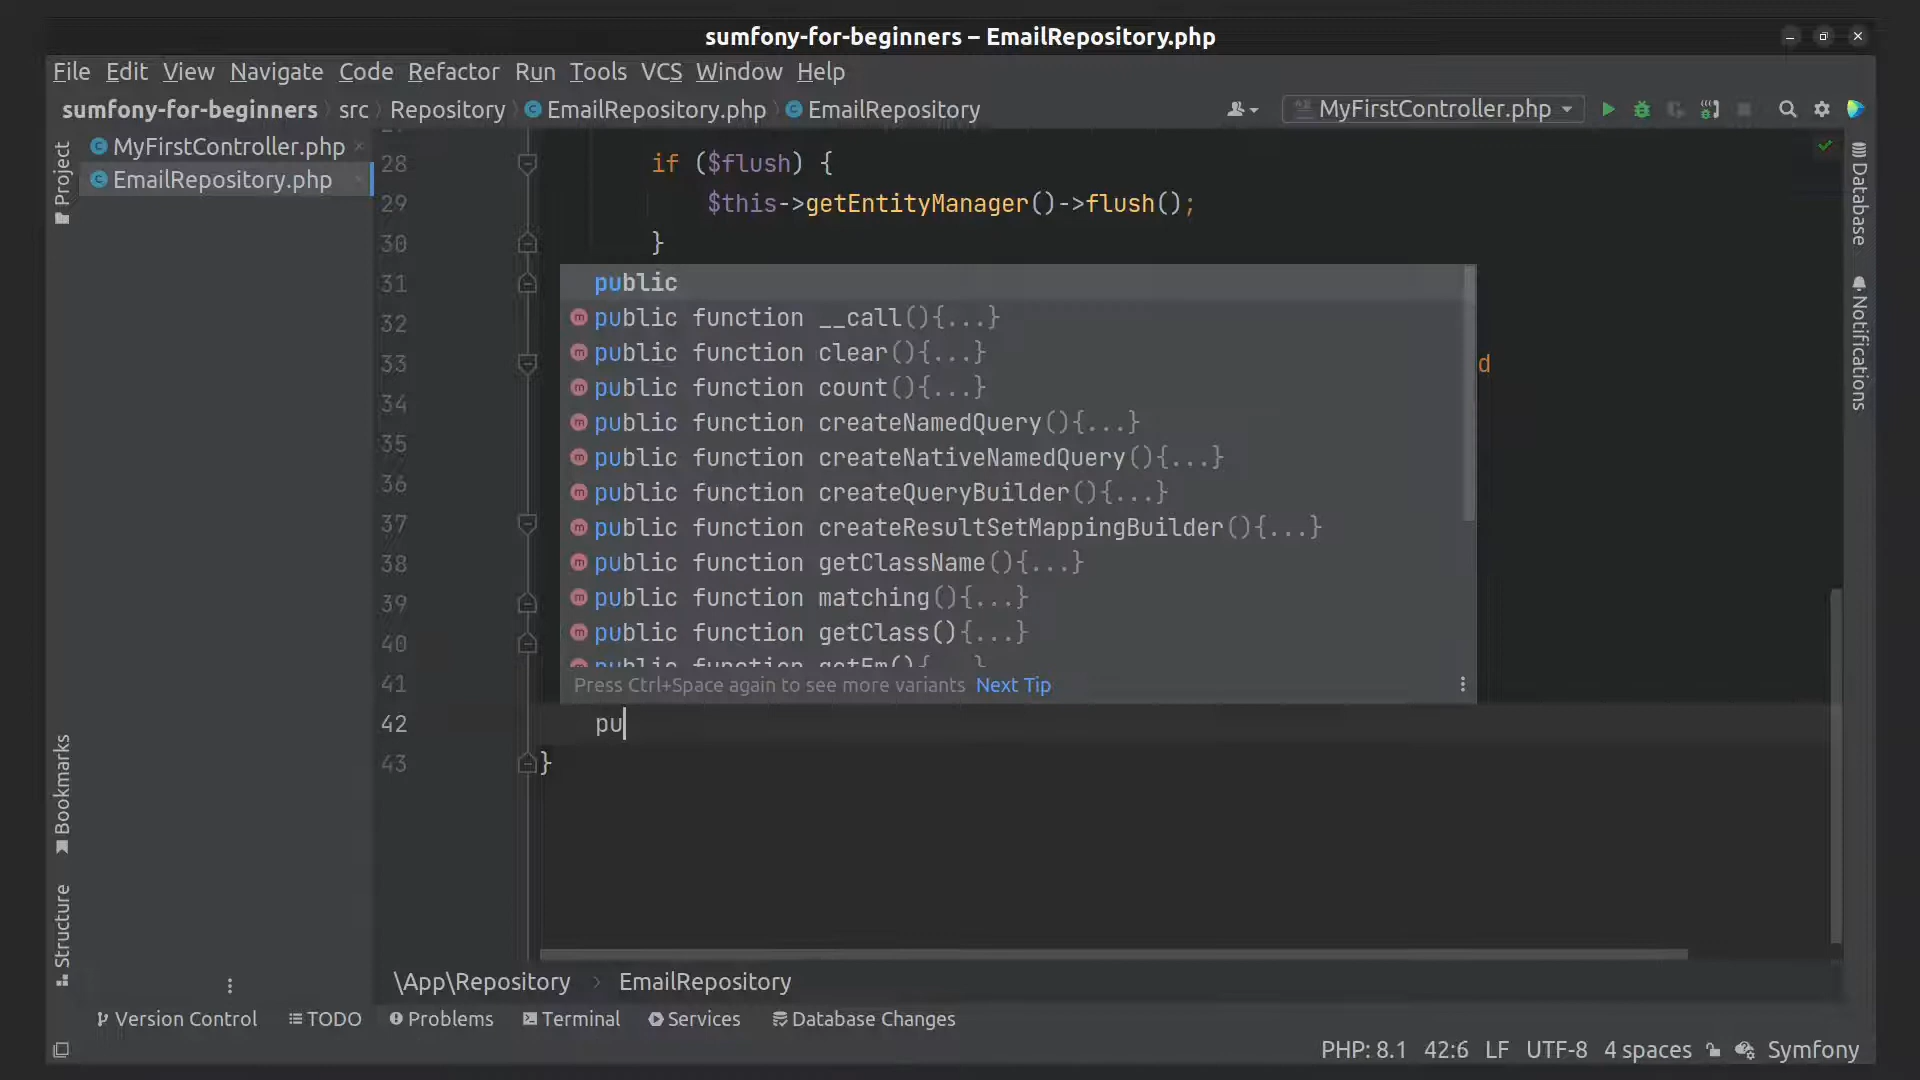 sumfony-for-beginners – EmailRepository.php
File Edit View Navigate Code Refactor Run Tools VCS Window Help
sumfony-for-beginners src Repository EmailRepository.php EmailRepository
MyFirstController.php
Project
MyFirstController.php
EmailRepository.php
Bookmarks
Structure
28 if ($flush) {
29 $this->getEntityManager()->flush();
30 }
31
32
33 d
34
35
36
37
38
39
40
41
42 pu
43 }
public
public function __call(){...}
public function clear(){...}
public function count(){...}
public function createNamedQuery(){...}
public function createNativeNamedQuery(){...}
public function createQueryBuilder(){...}
public function createResultSetMappingBuilder(){...}
public function getClassName(){...}
public function matching(){...}
public function getClass(){...}
public function getEm(){...}
Press Ctrl+Space again to see more variants Next Tip
Database
Notifications
\App\Repository > EmailRepository
Version Control TODO Problems Terminal Services Database Changes
PHP: 8.1 42:6 LF UTF-8 4 spaces Symfony